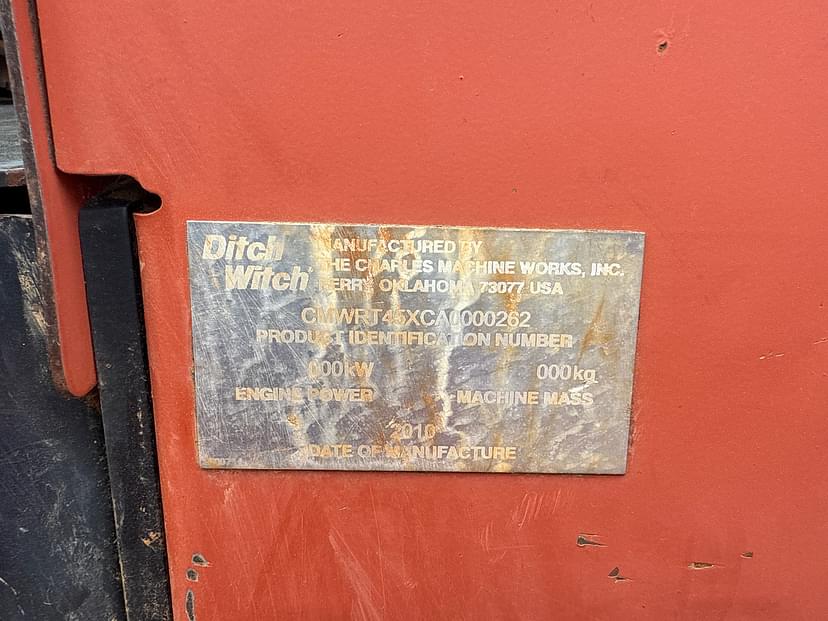 Ditch Witch®
MANUFACTURED BY
THE CHARLES MACHINE WORKS, INC.
PERRY, OKLAHOMA 73077 USA
CMWRT45XCA0000262
PRODUCT IDENTIFICATION NUMBER
000kW 000kg
ENGINE POWER MACHINE MASS
2010
DATE OF MANUFACTURE